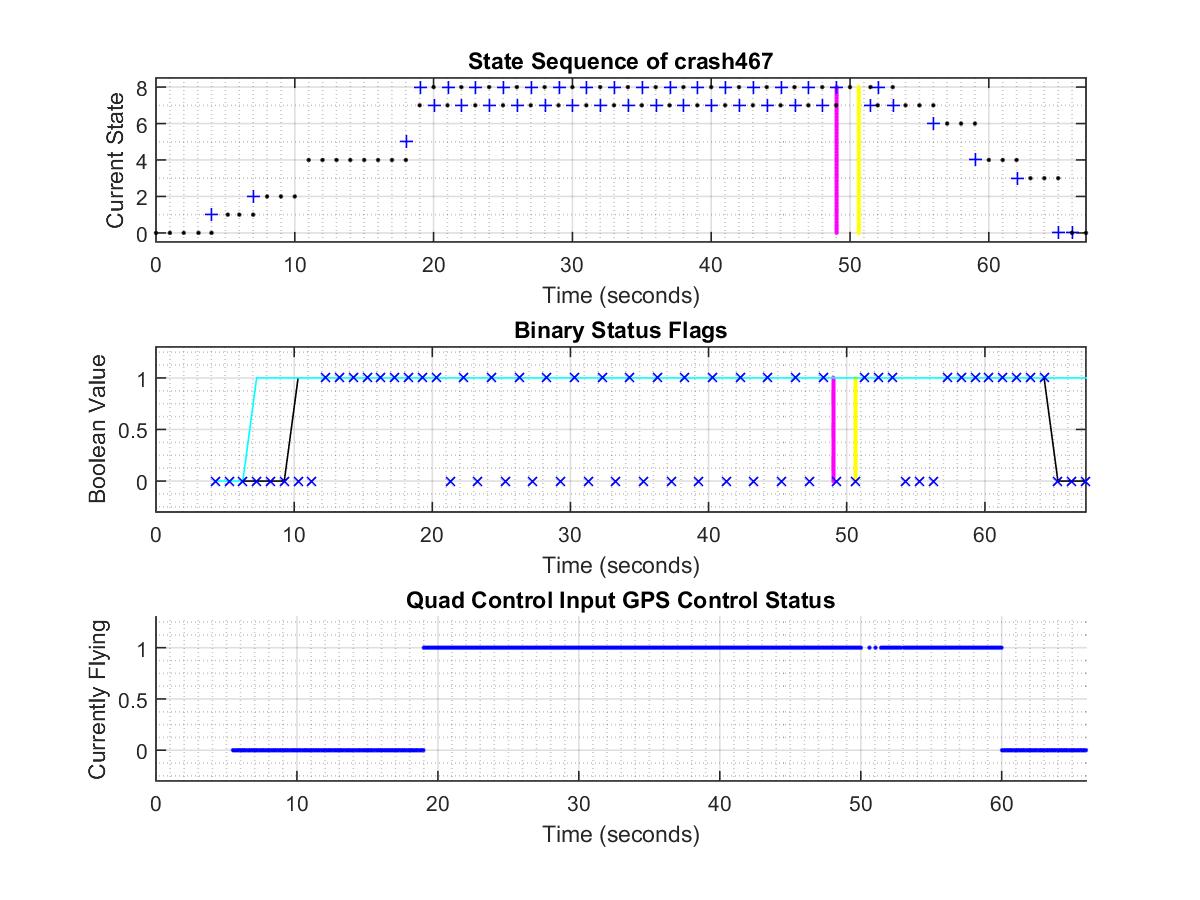 State Sequence of crash467
Current State
8
6
4
2
0
0 10 20 30 40 50 60
Time (seconds)
Binary Status Flags
Boolean Value
1
0.5
0
0 10 20 30 40 50 60
Time (seconds)
Quad Control Input GPS Control Status
Currently Flying
1
0.5
0
0 10 20 30 40 50 60
Time (seconds)